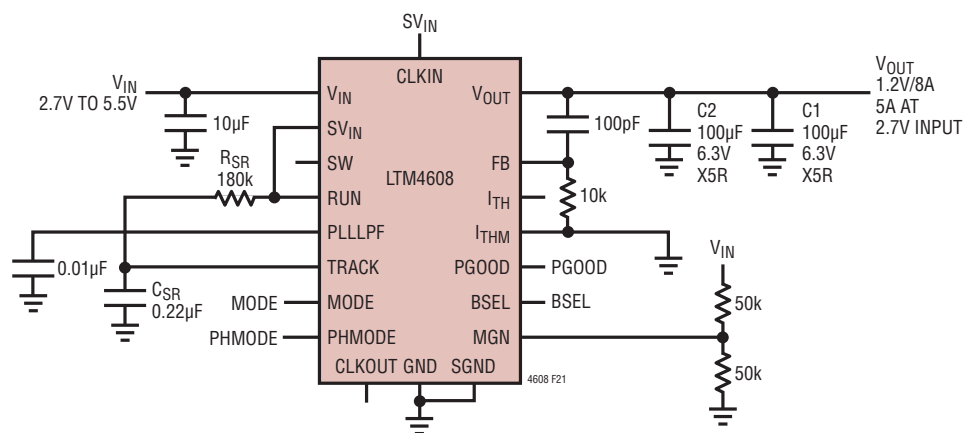 SVIN
CLKIN
VIN
2.7V TO 5.5V
10µF
VIN
SVIN
SW
RUN
PLLLPF
TRACK
MODE
PHMODE
RSR
180k
0.01µF
CSR
0.22µF
MODE
PHMODE
LTM4608
CLKOUT GND SGND
VOUT
FB
ITH
ITHM
PGOOD
BSEL
MGN
100pF
10k
PGOOD
BSEL
C2
100µF
6.3V
X5R
C1
100µF
6.3V
X5R
VOUT
1.2V/8A
5A AT
2.7V INPUT
VIN
50k
50k
4608 F21